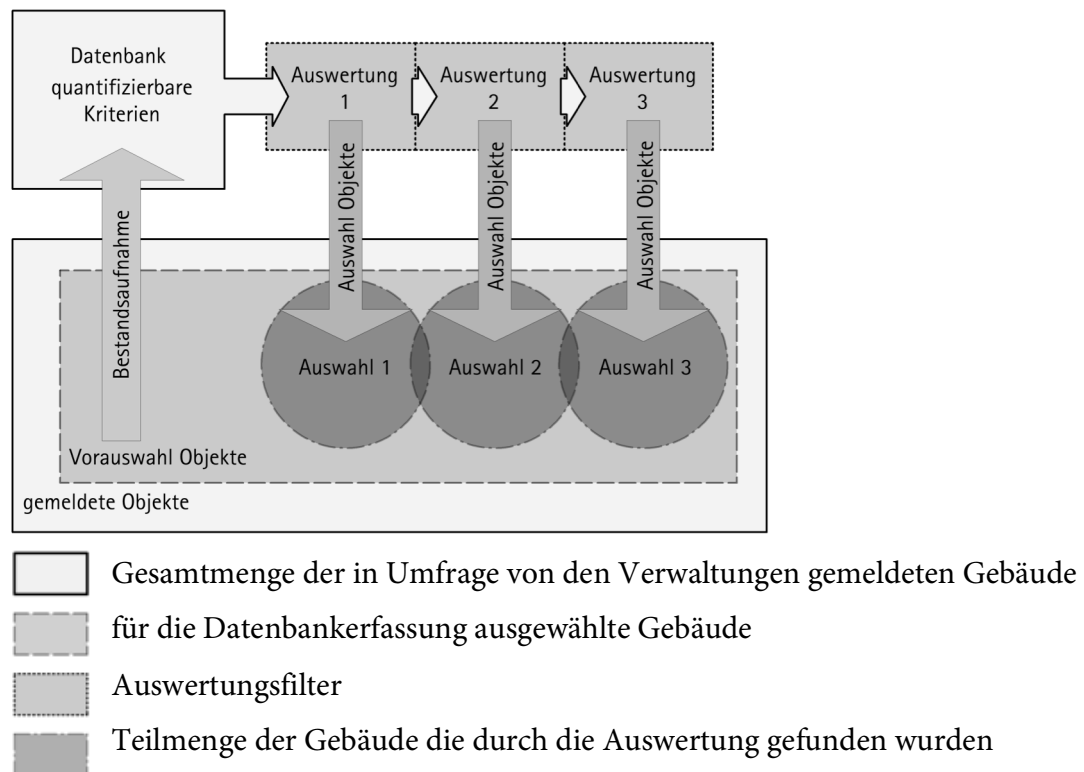 Datenbank
quantifizierbare
Kriterien
Auswertung
1
Auswertung
2
Auswertung
3
Bestandsaufnahme
Auswahl Objekte
Auswahl Objekte
Auswahl Objekte
Auswahl 1
Auswahl 2
Auswahl 3
Vorauswahl Objekte
gemeldete Objekte
Gesamtmenge der in Umfrage von den Verwaltungen gemeldeten Gebäude
für die Datenbankerfassung ausgewählte Gebäude
Auswertungsfilter
Teilmenge der Gebäude die durch die Auswertung gefunden wurden